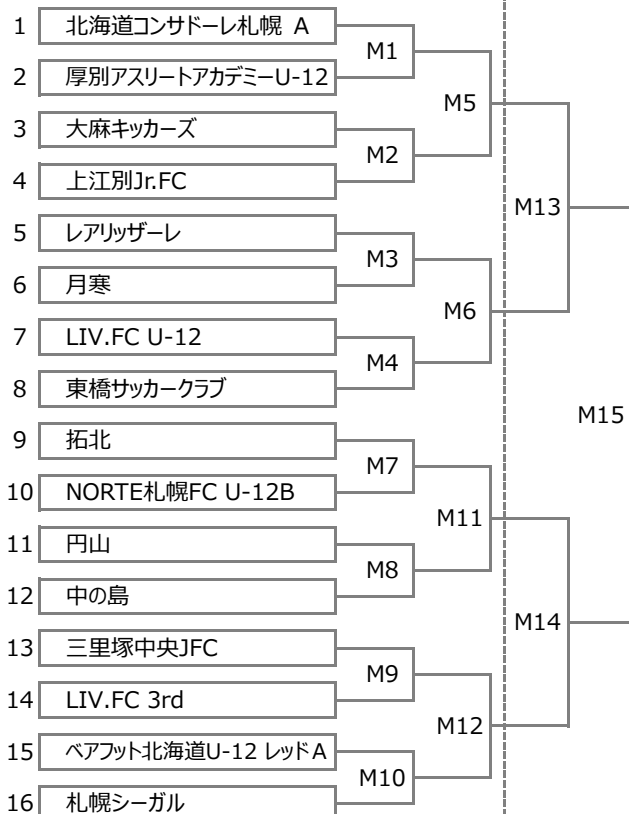 1 北海道コンサドーレ札幌 A
M1
2 厚別アスリートアカデミーU-12
M5
3 大麻キッカーズ
M2
4 上江別Jr.FC
M13
5 レアリッザーレ
M3
6 月寒
M6
7 LIV.FC U-12
M4
8 東橋サッカークラブ
M15
9 拓北
M7
10 NORTE札幌FC U-12B
M11
11 円山
M8
12 中の島
M14
13 三里塚中央JFC
M9
14 LIV.FC 3rd
M12
15 ベアフット北海道U-12 レッドA
M10
16 札幌シーガル